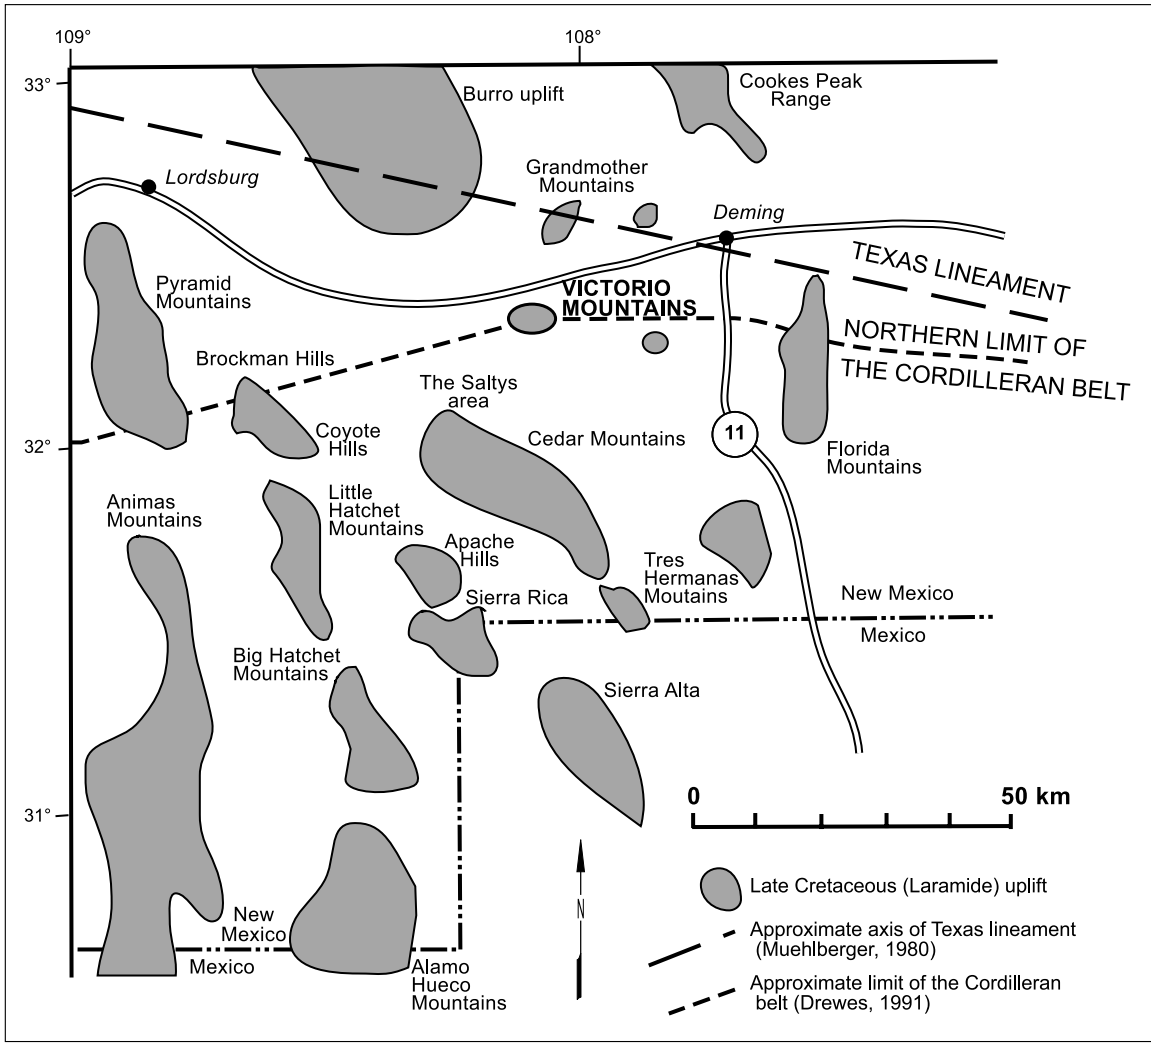 109°
108°
33°
Burro uplift
Cookes Peak
Range
Grandmother
Mountains
Lordsburg
Deming
TEXAS LINEAMENT
Pyramid
Mountains
VICTORIO
MOUNTAINS
NORTHERN LIMIT OF
THE CORDILLERAN BELT
Brockman Hills
The Saltys
area
Coyote
Hills
Cedar Mountains
11
32°
Florida
Mountains
Animas
Mountains
Little
Hatchet
Mountains
Apache
Hills
Tres
Hermanas
Moutains
Sierra Rica
New Mexico
Mexico
Big Hatchet
Mountains
Sierra Alta
31°
0
50 km
N
Late Cretaceous (Laramide) uplift
New
Mexico
Mexico
Alamo
Hueco
Mountains
Approximate axis of Texas lineament
(Muehlberger, 1980)
Approximate limit of the Cordilleran
belt (Drewes, 1991)